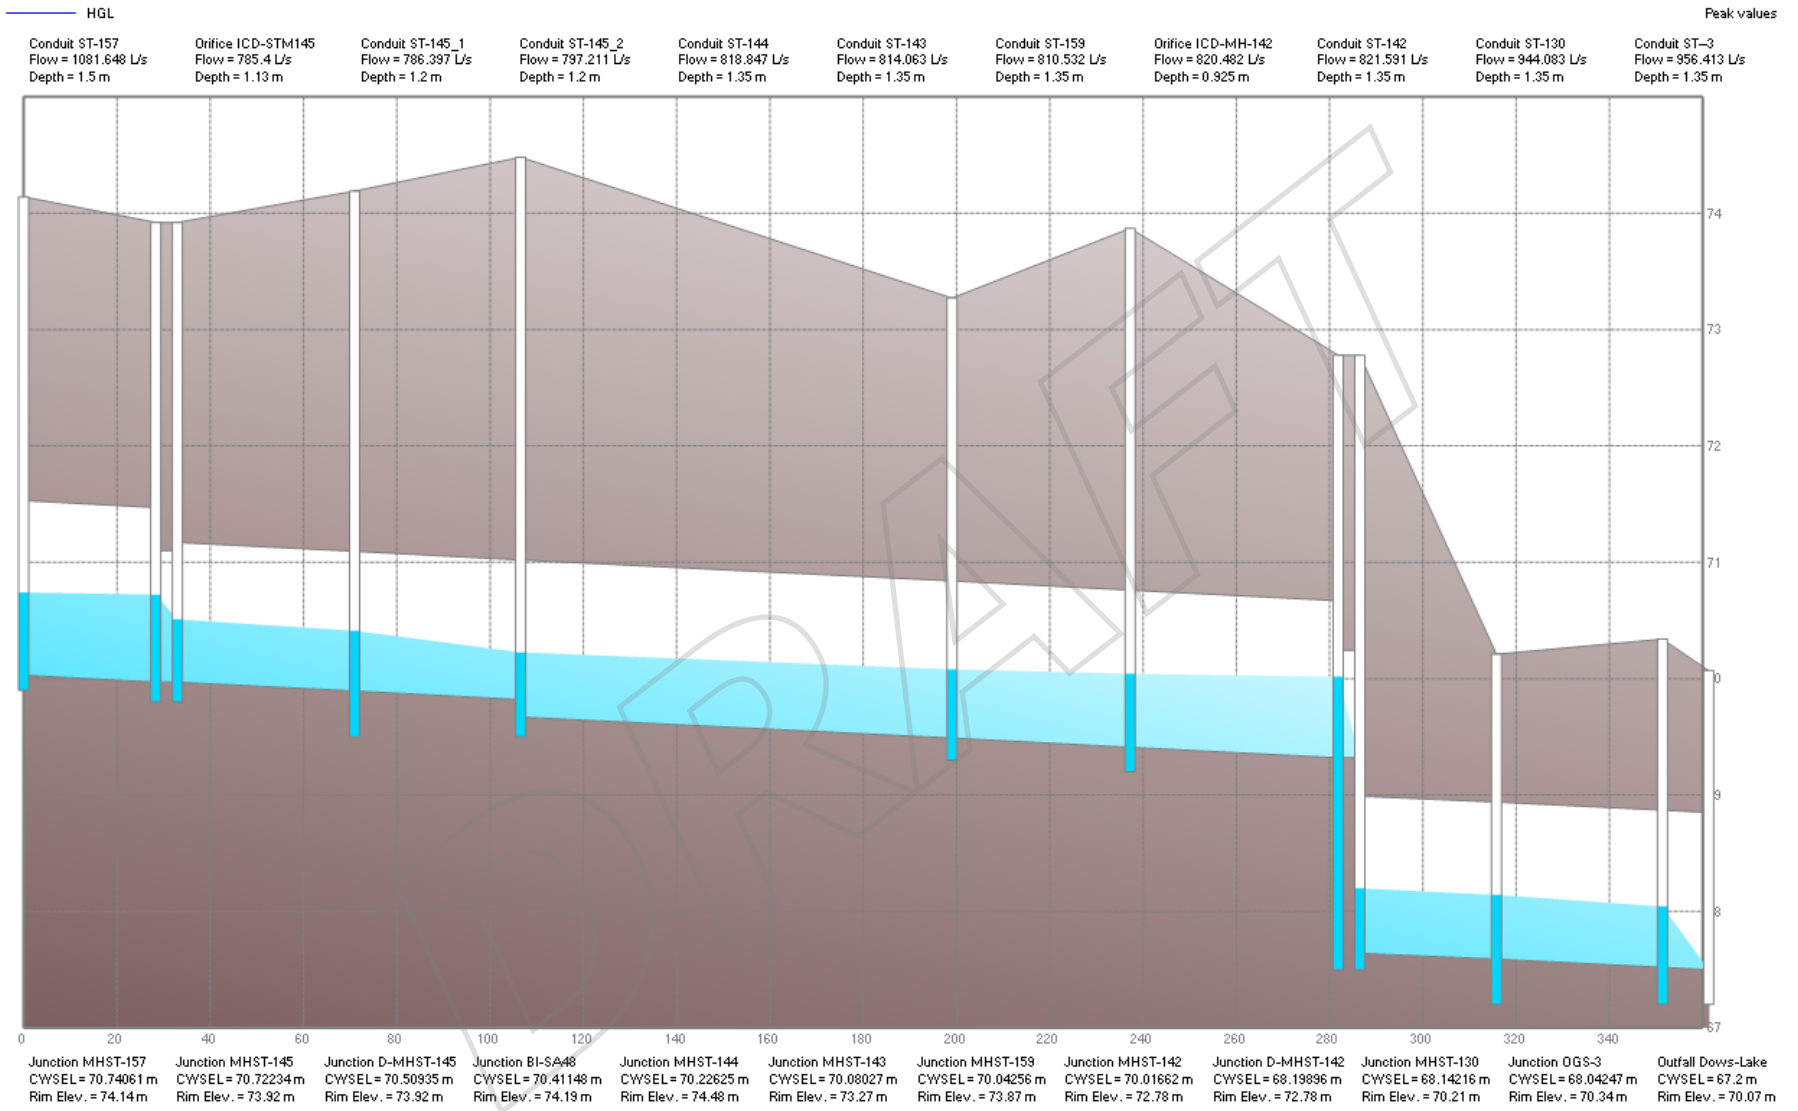 HGL
Peak values
Conduit ST-157
Flow = 1081.648 L/s
Depth = 1.5 m
Orifice ICD-STM145
Flow = 785.4 L/s
Depth = 1.13 m
Conduit ST-145_1
Flow = 786.397 L/s
Depth = 1.2 m
Conduit ST-145_2
Flow = 797.211 L/s
Depth = 1.2 m
Conduit ST-144
Flow = 818.847 L/s
Depth = 1.35 m
Conduit ST-143
Flow = 814.063 L/s
Depth = 1.35 m
Conduit ST-159
Flow = 810.532 L/s
Depth = 1.35 m
Orifice ICD-MH-142
Flow = 820.482 L/s
Depth = 0.925 m
Conduit ST-142
Flow = 821.591 L/s
Depth = 1.35 m
Conduit ST-130
Flow = 944.083 L/s
Depth = 1.35 m
Conduit ST--3
Flow = 956.413 L/s
Depth = 1.35 m
74
73
72
71
0
9
8
67
DRAFT
0 20 40 60 80 100 120 140 160 180 200 220 240 260 280 300 320 340
Junction MHST-157
CWSEL = 70.74061 m
Rim Elev. = 74.14 m
Junction MHST-145
CWSEL = 70.72234 m
Rim Elev. = 73.92 m
Junction D-MHST-145
CWSEL = 70.50935 m
Rim Elev. = 73.92 m
Junction BI-SA48
CWSEL = 70.41148 m
Rim Elev. = 74.19 m
Junction MHST-144
CWSEL = 70.22625 m
Rim Elev. = 74.48 m
Junction MHST-143
CWSEL = 70.08027 m
Rim Elev. = 73.27 m
Junction MHST-159
CWSEL = 70.04256 m
Rim Elev. = 73.87 m
Junction MHST-142
CWSEL = 70.01662 m
Rim Elev. = 72.78 m
Junction D-MHST-142
CWSEL = 68.19896 m
Rim Elev. = 72.78 m
Junction MHST-130
CWSEL = 68.14216 m
Rim Elev. = 70.21 m
Junction OGS-3
CWSEL = 68.04247 m
Rim Elev. = 70.34 m
Outfall Dows-Lake
CWSEL = 67.2 m
Rim Elev. = 70.07 m